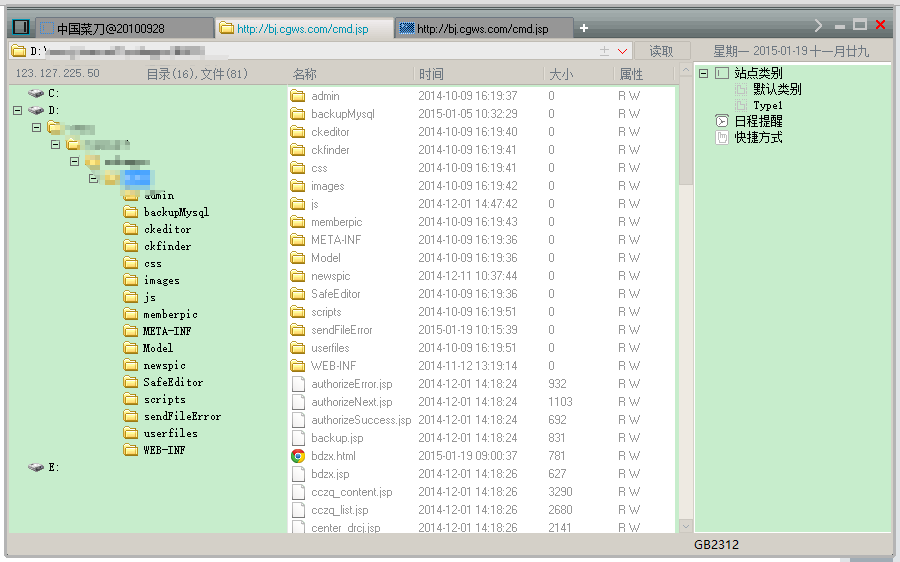 中国菜刀@20100928 http://bj.cgws.com/cmd.jsp http://bj.cgws.com/cmd.jsp
D:\ 读取 星期一 2015-01-19 十一月廿九
123.127.225.50 目录(16),文件(81) 名称 时间 大小 属性
C:
D:
admin
backupMysql
ckeditor
ckfinder
css
images
js
memberpic
META-INF
Model
newspic
SafeEditor
scripts
sendFileError
userfiles
WEB-INF
E:
admin 2014-10-09 16:19:37 0 R W
backupMysql 2015-01-05 10:32:29 0 R W
ckeditor 2014-10-09 16:19:40 0 R W
ckfinder 2014-10-09 16:19:41 0 R W
css 2014-10-09 16:19:41 0 R W
images 2014-10-09 16:19:42 0 R W
js 2014-12-01 14:47:42 0 R W
memberpic 2014-10-09 16:19:43 0 R W
META-INF 2014-10-09 16:19:36 0 R W
Model 2014-10-09 16:19:36 0 R W
newspic 2014-12-11 10:37:44 0 R W
SafeEditor 2014-10-09 16:19:36 0 R W
scripts 2014-10-09 16:19:51 0 R W
sendFileError 2015-01-19 10:15:39 0 R W
userfiles 2014-10-09 16:19:51 0 R W
WEB-INF 2014-11-12 13:19:14 0 R W
authorizeError.jsp 2014-12-01 14:18:24 932 R W
authorizeNext.jsp 2014-12-01 14:18:24 1103 R W
authorizeSuccess.jsp 2014-12-01 14:18:24 692 R W
backup.jsp 2014-12-01 14:18:24 831 R W
bdzx.html 2015-01-19 09:00:37 781 R W
bdzx.jsp 2014-12-01 14:18:26 627 R W
cczq_content.jsp 2014-12-01 14:18:26 3290 R W
cczq_list.jsp 2014-12-01 14:18:26 2680 R W
center_drcj.jsp 2014-12-01 14:18:26 2141 R W
站点类别
默认类别
Type1
日程提醒
快捷方式
GB2312